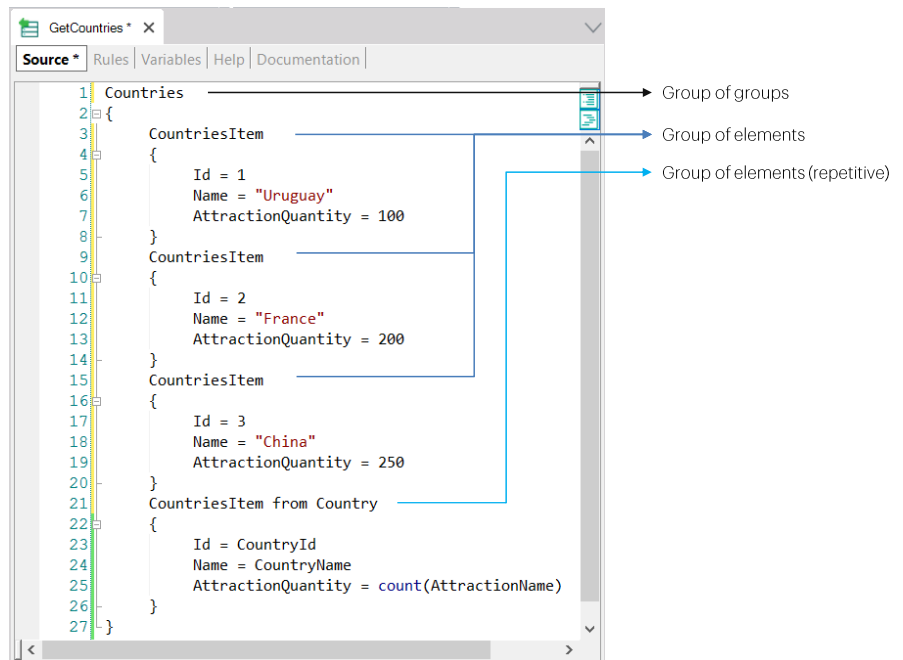 GetCountries *
Source * Rules Variables Help Documentation
1 Countries Group of groups
2 {
3 CountriesItem Group of elements
4 {
5 Id = 1 Group of elements (repetitive)
6 Name = "Uruguay"
7 AttractionQuantity = 100
8 }
9 CountriesItem
10 {
11 Id = 2
12 Name = "France"
13 AttractionQuantity = 200
14 }
15 CountriesItem
16 {
17 Id = 3
18 Name = "China"
19 AttractionQuantity = 250
20 }
21 CountriesItem from Country
22 {
23 Id = CountryId
24 Name = CountryName
25 AttractionQuantity = count(AttractionName)
26 }
27 }